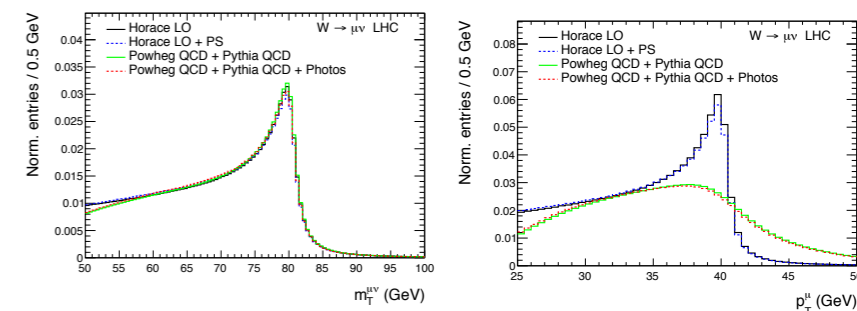 Norm. entries / 0.5 GeV
0.04
0.035
0.03
0.025
0.02
0.015
0.01
0.005
0
Horace LO
Horace LO + PS
Powheg QCD + Pythia QCD
Powheg QCD + Pythia QCD + Photos
W → μν LHC
50 55 60 65 70 75 80 85 90 95 100
m_T^{μν} (GeV)
Norm. entries / 0.5 GeV
0.08
0.07
0.06
0.05
0.04
0.03
0.02
0.01
0
Horace LO
Horace LO + PS
Powheg QCD + Pythia QCD
Powheg QCD + Pythia QCD + Photos
W → μν LHC
25 30 35 40 45 50
p_T^μ (GeV)